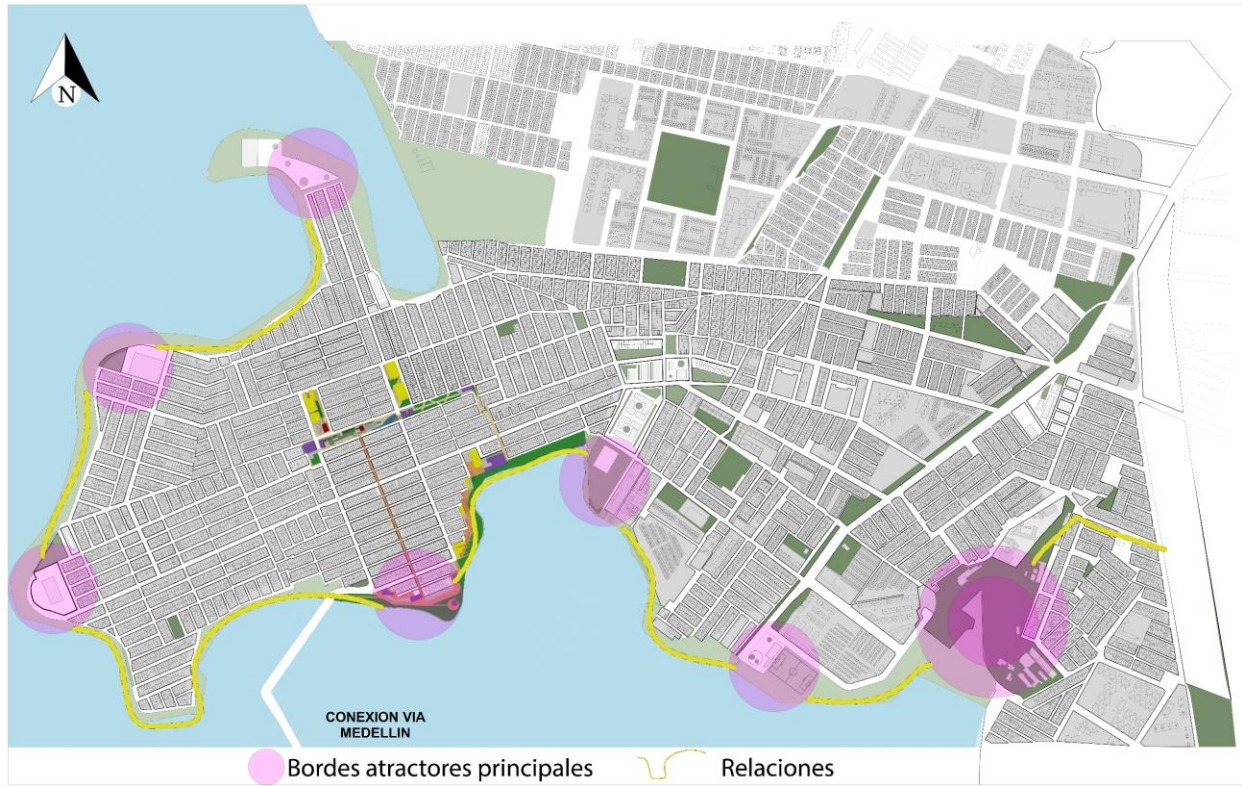 N
CONEXION VIA
MEDELLIN
Bordes atractores principales
Relaciones